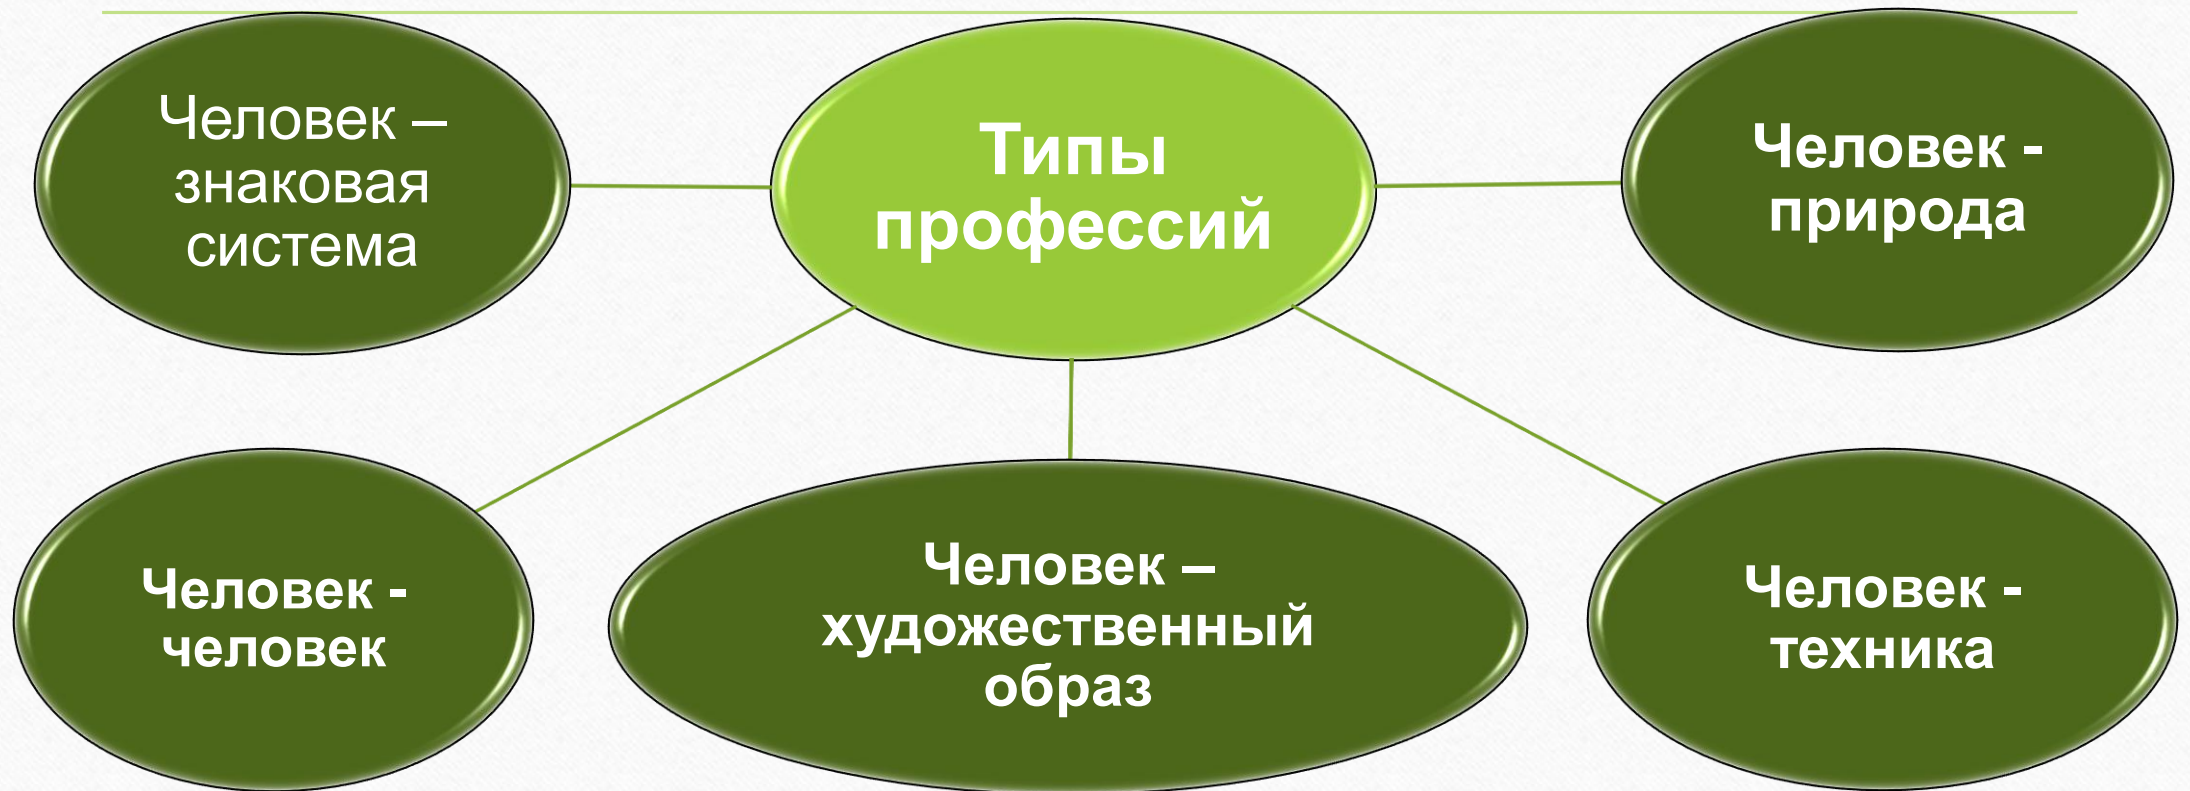 Человек –
знаковая
система
Типы
профессий
Человек -
природа
Человек -
человек
Человек –
художественный
образ
Человек -
техника